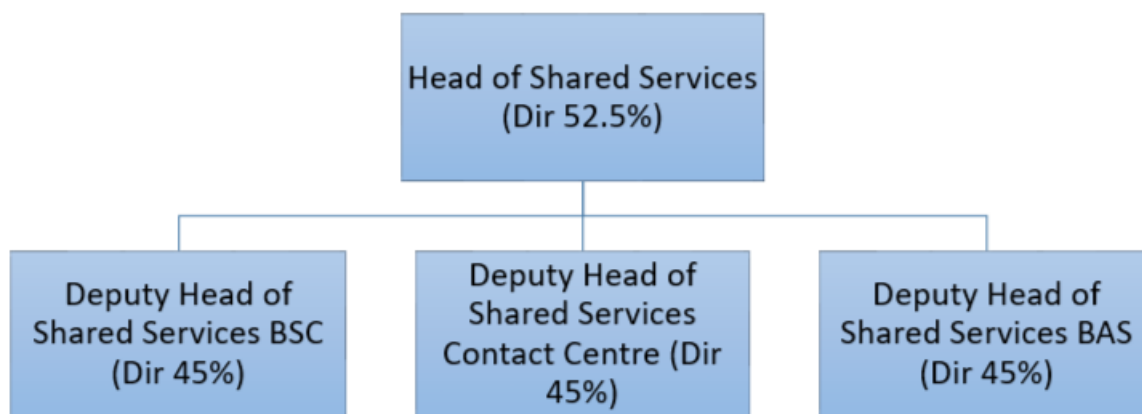 Head of Shared Services
(Dir 52.5%)
Deputy Head of
Shared Services BSC
(Dir 45%)
Deputy Head of
Shared Services
Contact Centre (Dir
45%)
Deputy Head of
Shared Services BAS
(Dir 45%)